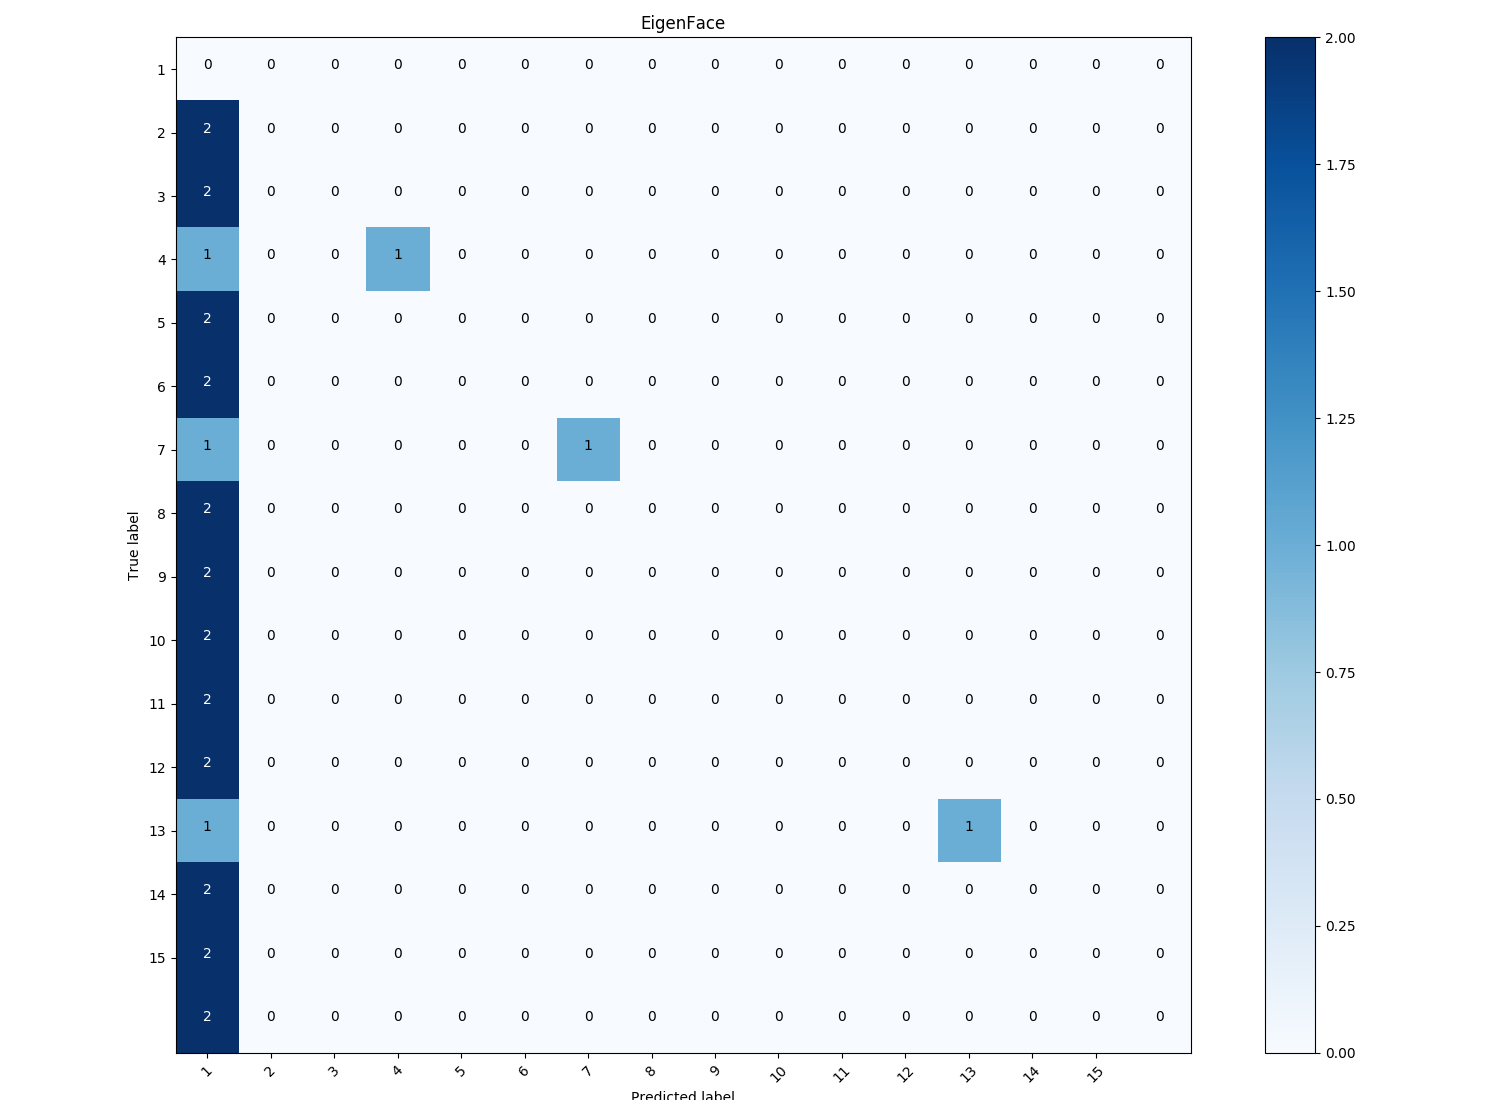 EigenFace
1 0 0 0 0 0 0 0 0 0 0 0 0 0 0 0 0
2 2 0 0 0 0 0 0 0 0 0 0 0 0 0 0 0
3 2 0 0 0 0 0 0 0 0 0 0 0 0 0 0 0
4 1 0 0 1 0 0 0 0 0 0 0 0 0 0 0 0
5 2 0 0 0 0 0 0 0 0 0 0 0 0 0 0 0
6 2 0 0 0 0 0 0 0 0 0 0 0 0 0 0 0
7 1 0 0 0 0 0 1 0 0 0 0 0 0 0 0 0
8 2 0 0 0 0 0 0 0 0 0 0 0 0 0 0 0
9 2 0 0 0 0 0 0 0 0 0 0 0 0 0 0 0
10 2 0 0 0 0 0 0 0 0 0 0 0 0 0 0 0
11 2 0 0 0 0 0 0 0 0 0 0 0 0 0 0 0
12 2 0 0 0 0 0 0 0 0 0 0 0 0 0 0 0
13 1 0 0 0 0 0 0 0 0 0 0 0 1 0 0 0
14 2 0 0 0 0 0 0 0 0 0 0 0 0 0 0 0
15 2 0 0 0 0 0 0 0 0 0 0 0 0 0 0 0
2 0 0 0 0 0 0 0 0 0 0 0 0 0 0 0
1 2 3 4 5 6 7 8 9 10 11 12 13 14 15
True label
Predicted label
2.00
1.75
1.50
1.25
1.00
0.75
0.50
0.25
0.00